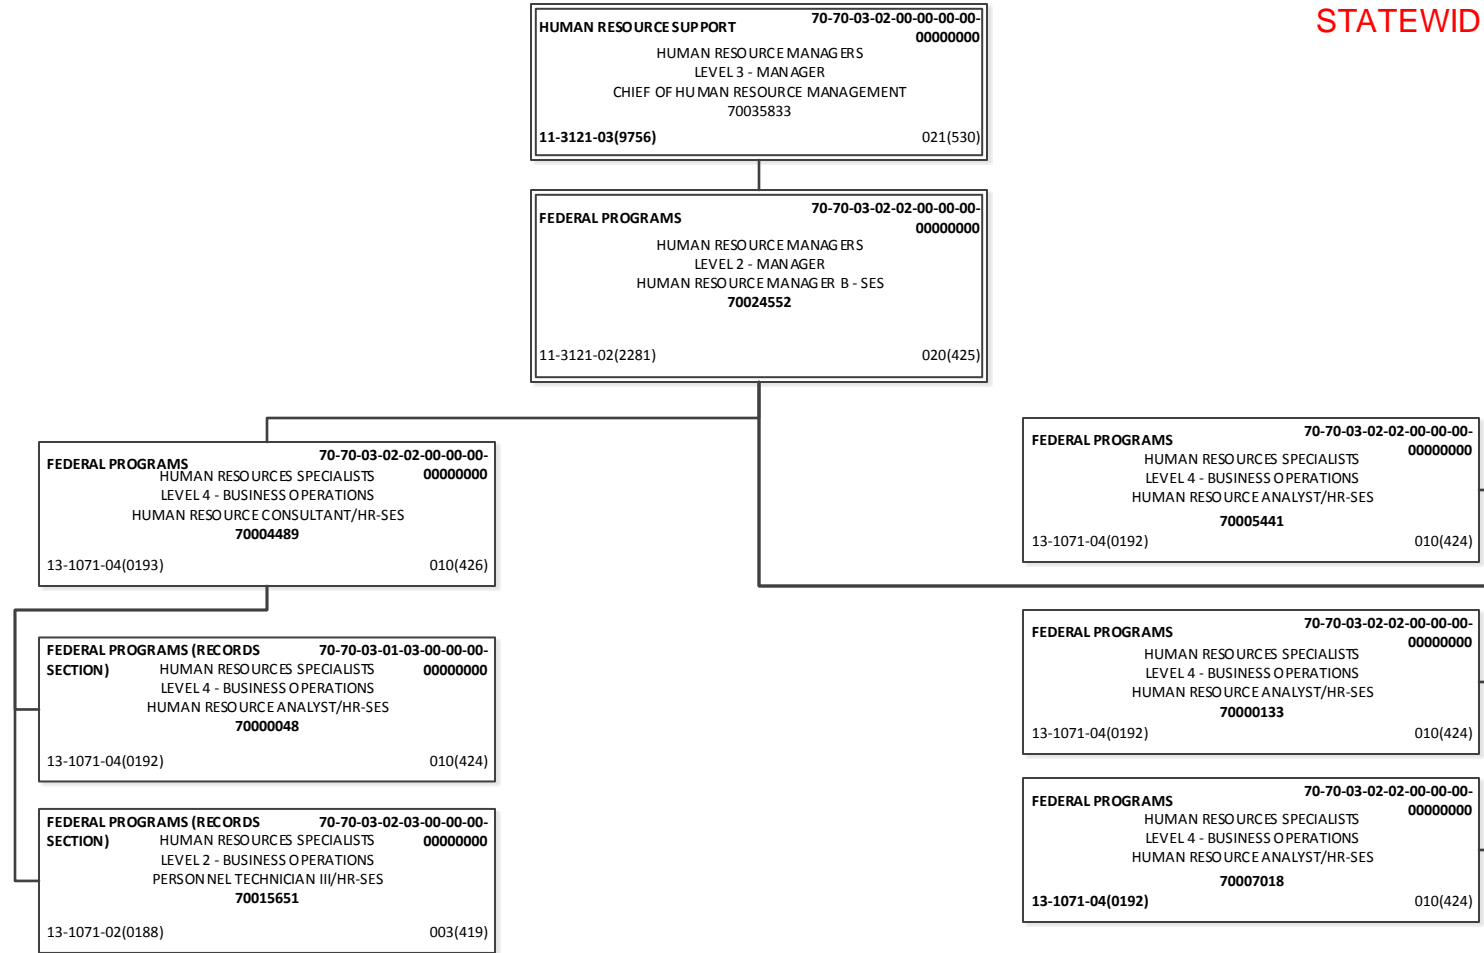 STATEWID
HUMAN RESOURCE SUPPORT
70-70-03-02-00-00-00-00-
00000000
HUMAN RESOURCE MANAGERS
LEVEL 3 - MANAGER
CHIEF OF HUMAN RESOURCE MANAGEMENT
70035833
11-3121-03(9756)
021(530)
FEDERAL PROGRAMS
70-70-03-02-02-00-00-00-
00000000
HUMAN RESOURCE MANAGERS
LEVEL 2 - MANAGER
HUMAN RESOURCE MANAGER B - SES
70024552
11-3121-02(2281)
020(425)
FEDERAL PROGRAMS
70-70-03-02-02-00-00-00-
00000000
HUMAN RESOURCES SPECIALISTS
LEVEL 4 - BUSINESS OPERATIONS
HUMAN RESOURCE CONSULTANT/HR-SES
70004489
13-1071-04(0193)
010(426)
FEDERAL PROGRAMS (RECORDS
SECTION)
70-70-03-01-03-00-00-00-
00000000
HUMAN RESOURCES SPECIALISTS
LEVEL 4 - BUSINESS OPERATIONS
HUMAN RESOURCE ANALYST/HR-SES
70000048
13-1071-04(0192)
010(424)
FEDERAL PROGRAMS (RECORDS
SECTION)
70-70-03-02-03-00-00-00-
00000000
HUMAN RESOURCES SPECIALISTS
LEVEL 2 - BUSINESS OPERATIONS
PERSONNEL TECHNICIAN III/HR-SES
70015651
13-1071-02(0188)
003(419)
FEDERAL PROGRAMS
70-70-03-02-02-00-00-00-
00000000
HUMAN RESOURCES SPECIALISTS
LEVEL 4 - BUSINESS OPERATIONS
HUMAN RESOURCE ANALYST/HR-SES
70005441
13-1071-04(0192)
010(424)
FEDERAL PROGRAMS
70-70-03-02-02-00-00-00-
00000000
HUMAN RESOURCES SPECIALISTS
LEVEL 4 - BUSINESS OPERATIONS
HUMAN RESOURCE ANALYST/HR-SES
70000133
13-1071-04(0192)
010(424)
FEDERAL PROGRAMS
70-70-03-02-02-00-00-00-
00000000
HUMAN RESOURCES SPECIALISTS
LEVEL 4 - BUSINESS OPERATIONS
HUMAN RESOURCE ANALYST/HR-SES
70007018
13-1071-04(0192)
010(424)